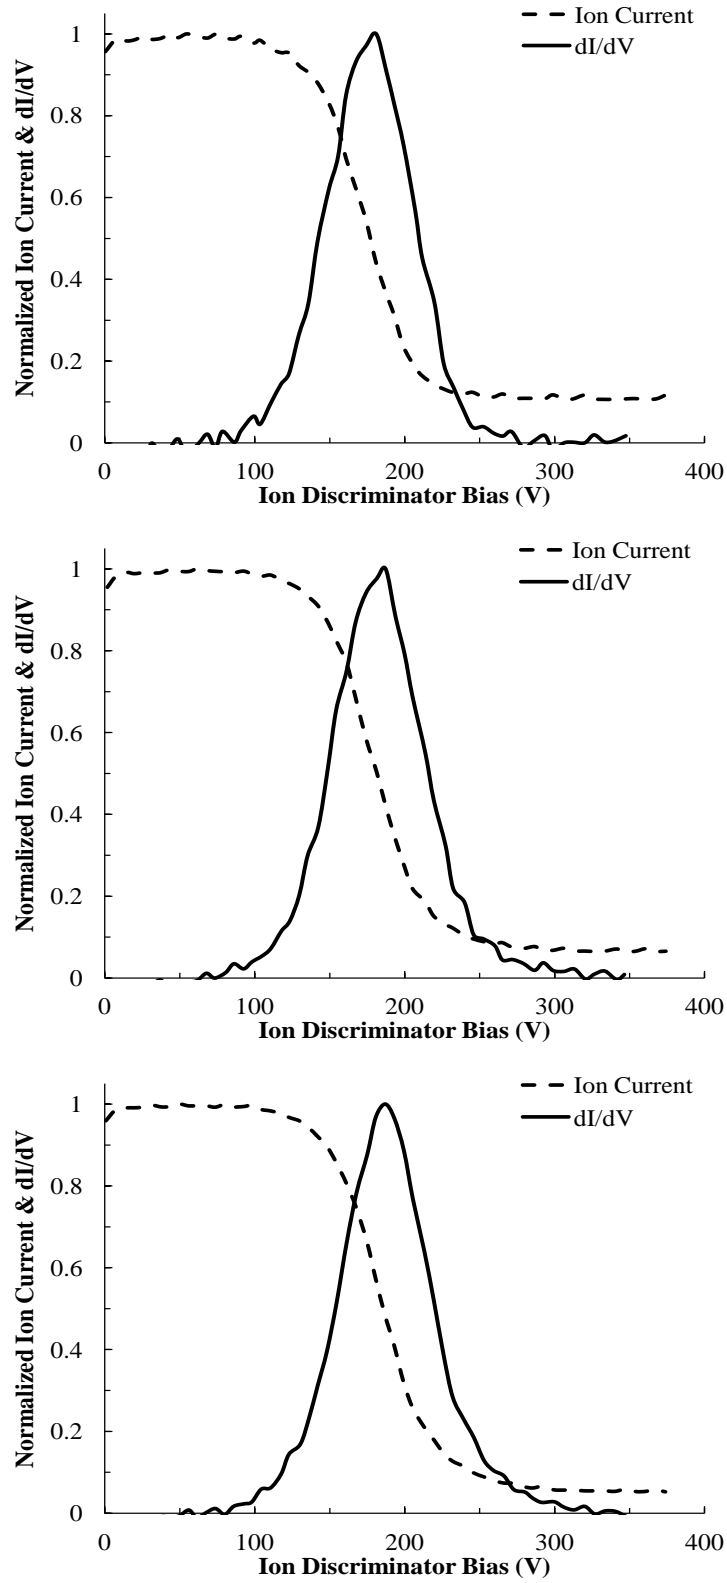 Ion Current
dI/dV
Normalized Ion Current & dI/dV
1
0.8
0.6
0.4
0.2
0
0 100 200 300 400
Ion Discriminator Bias (V)
Ion Current
dI/dV
Normalized Ion Current & dI/dV
1
0.8
0.6
0.4
0.2
0
0 100 200 300 400
Ion Discriminator Bias (V)
Ion Current
dI/dV
Normalized Ion Current & dI/dV
1
0.8
0.6
0.4
0.2
0
0 100 200 300 400
Ion Discriminator Bias (V)